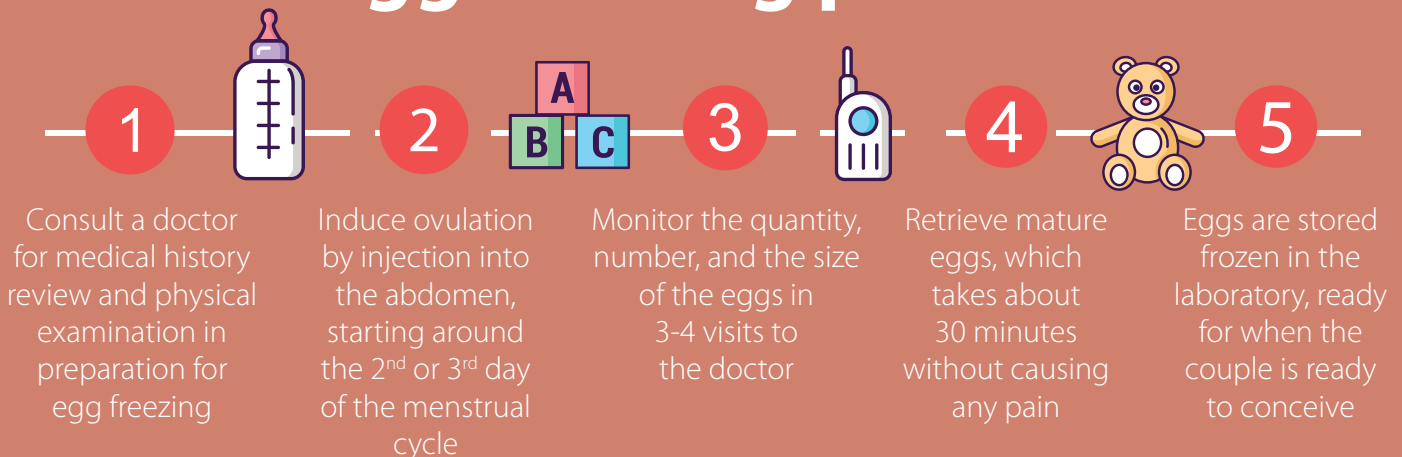 1
Consult a doctor
for medical history
review and physical
examination in
preparation for
egg freezing
2
Induce ovulation
by injection into
the abdomen,
starting around
the 2nd or 3rd day
of the menstrual
cycle
A
B C
3
Monitor the quantity,
number, and the size
of the eggs in
3-4 visits to
the doctor
4
Retrieve mature
eggs, which
takes about
30 minutes
without causing
any pain
5
Eggs are stored
frozen in the
laboratory, ready
for when the
couple is ready
to conceive